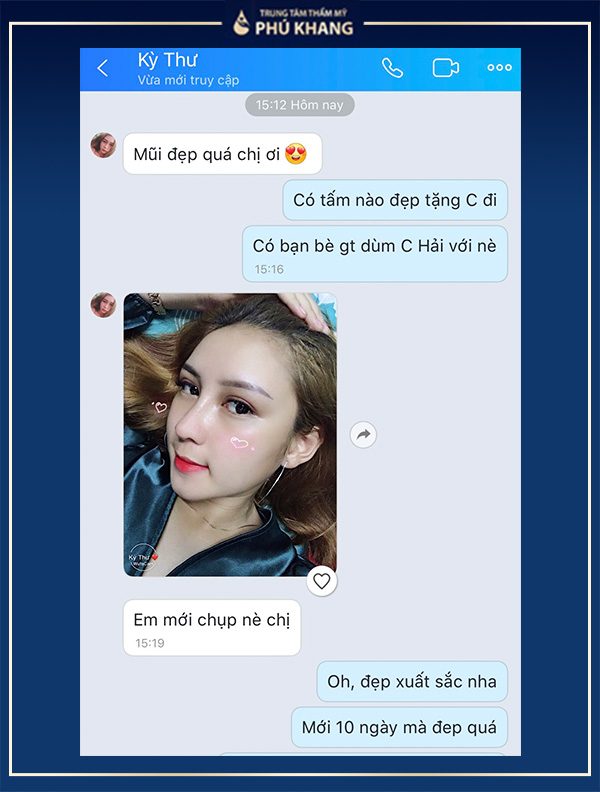 TRUNG TÂM THẨM MỸ
PHÚ KHANG
Kỳ Thư
Vừa mới truy cập
15:12 Hôm nay
Mũi đẹp quá chị ơi 😍
Có tấm nào đẹp tặng C đi
Có bạn bè gt dùm C Hải với nè
15:16
Kỳ Thư
Em mới chụp nè chị
15:19
Oh, đẹp xuất sắc nha
Mới 10 ngày mà đep quá